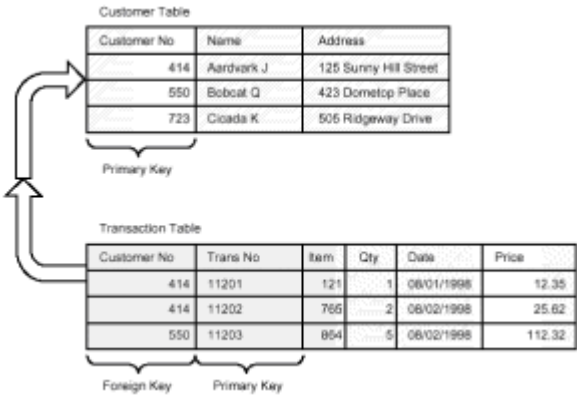 Customer Table
Customer No Name Address
414 Aardvark J 125 Sunny Hill Street
550 Bobcat Q 423 Dometop Place
723 Cicada K 505 Ridgeway Drive
Primary Key
Transaction Table
Customer No Trans No Item Qty Date Price
414 11201 121 1 08/01/1998 12.35
414 11202 765 2 08/02/1998 25.62
550 11203 864 5 08/02/1998 112.32
Foreign Key Primary Key